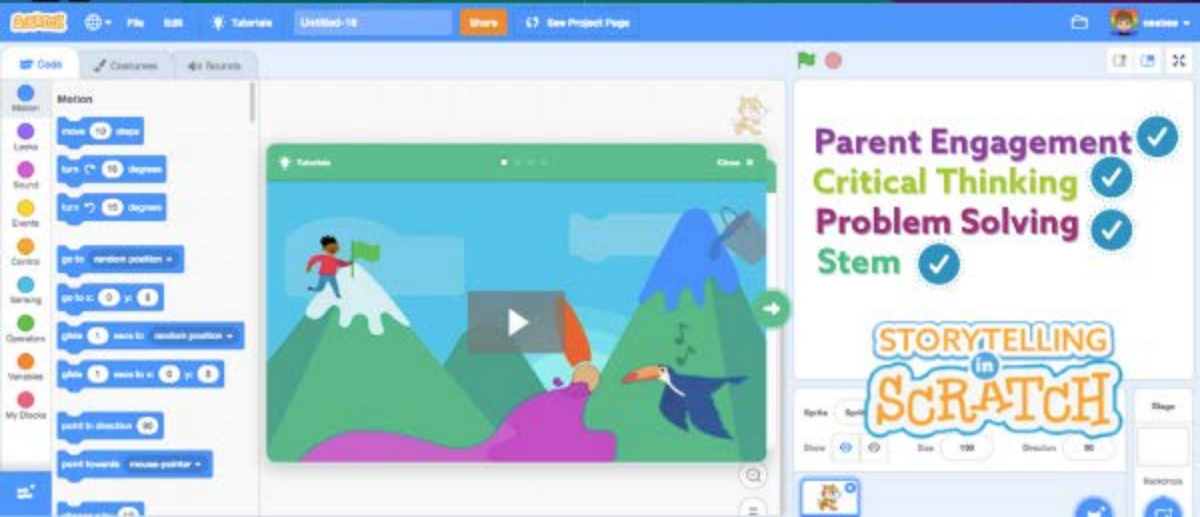 SCRATCH
File Edit Tutorials Untitled-16 Share See Project Page
Code Costumes Sounds
Motion
Looks
Sound
Events
Control
Sensing
Operators
Variables
My Blocks
Motion
move 10 steps
turn 15 degrees
turn 15 degrees
go to random position
go to x: 0 y:
glide 1 secs to random position
glide 1 secs to x: 0 y:
point in direction 90
point towards mouse-pointer
Tutorials Close
Parent Engagement
Critical Thinking
Problem Solving
Stem
STORYTELLING
in
SCRATCH
Sprite
Show Size 100 Direction 90
Stage
Backdrops